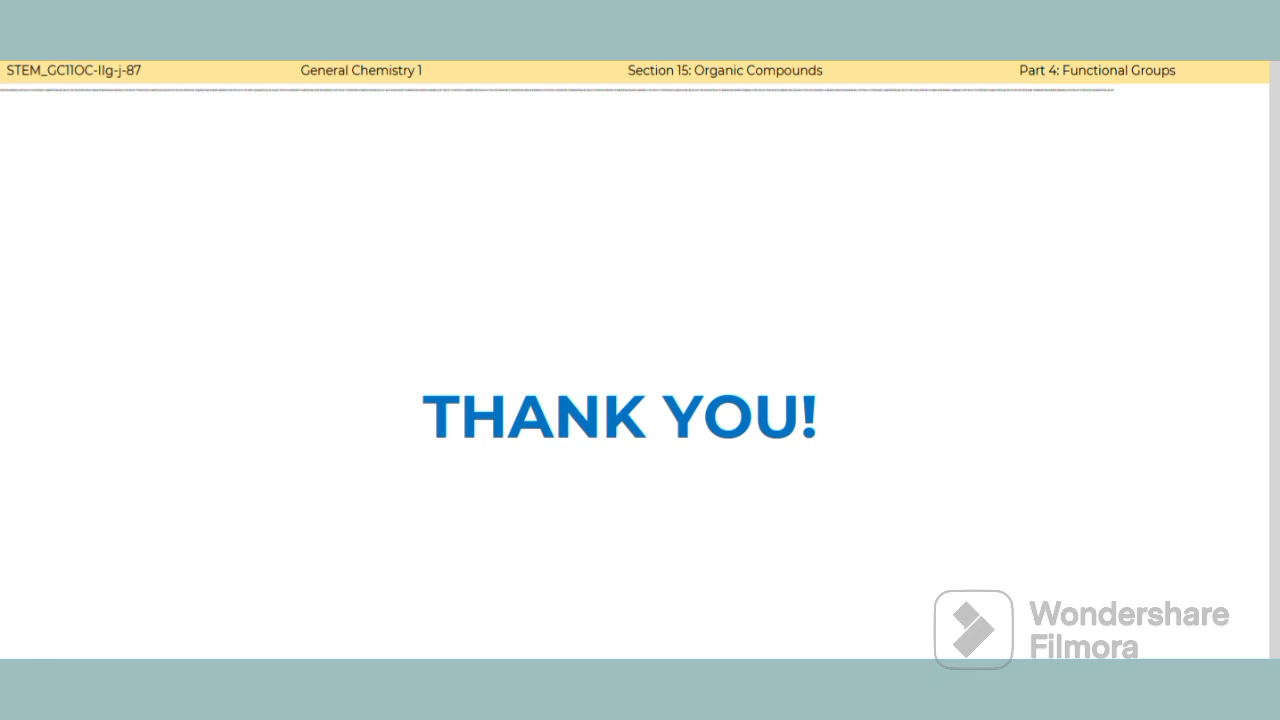 STEM_GC11OC-IIg-j-87 General Chemistry 1 Section 15: Organic Compounds Part 4: Functional Groups
THANK YOU!
Wondershare
Filmora